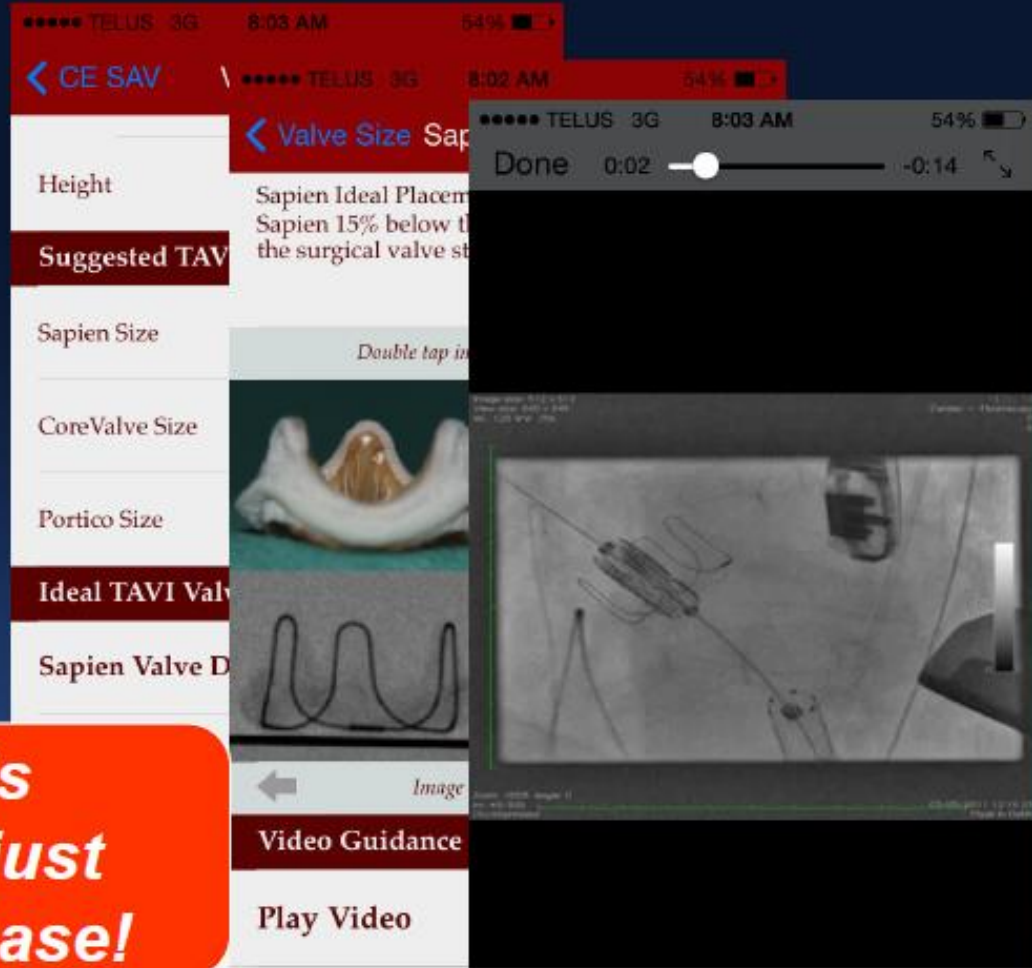 TELUS 3G 8:03 AM 54%
CE SAV
Height
Suggested TAV
Sapien Size
CoreValve Size
Portico Size
Ideal TAVI Valv
Sapien Valve D
TELUS 3G 8:02 AM 54%
Valve Size Sap
Sapien Ideal Placem
Sapien 15% below th
the surgical valve st
Double tap im
Image
Video Guidance
Play Video
TELUS 3G 8:03 AM 54%
Done 0:02 -0:14
s
just
ase!